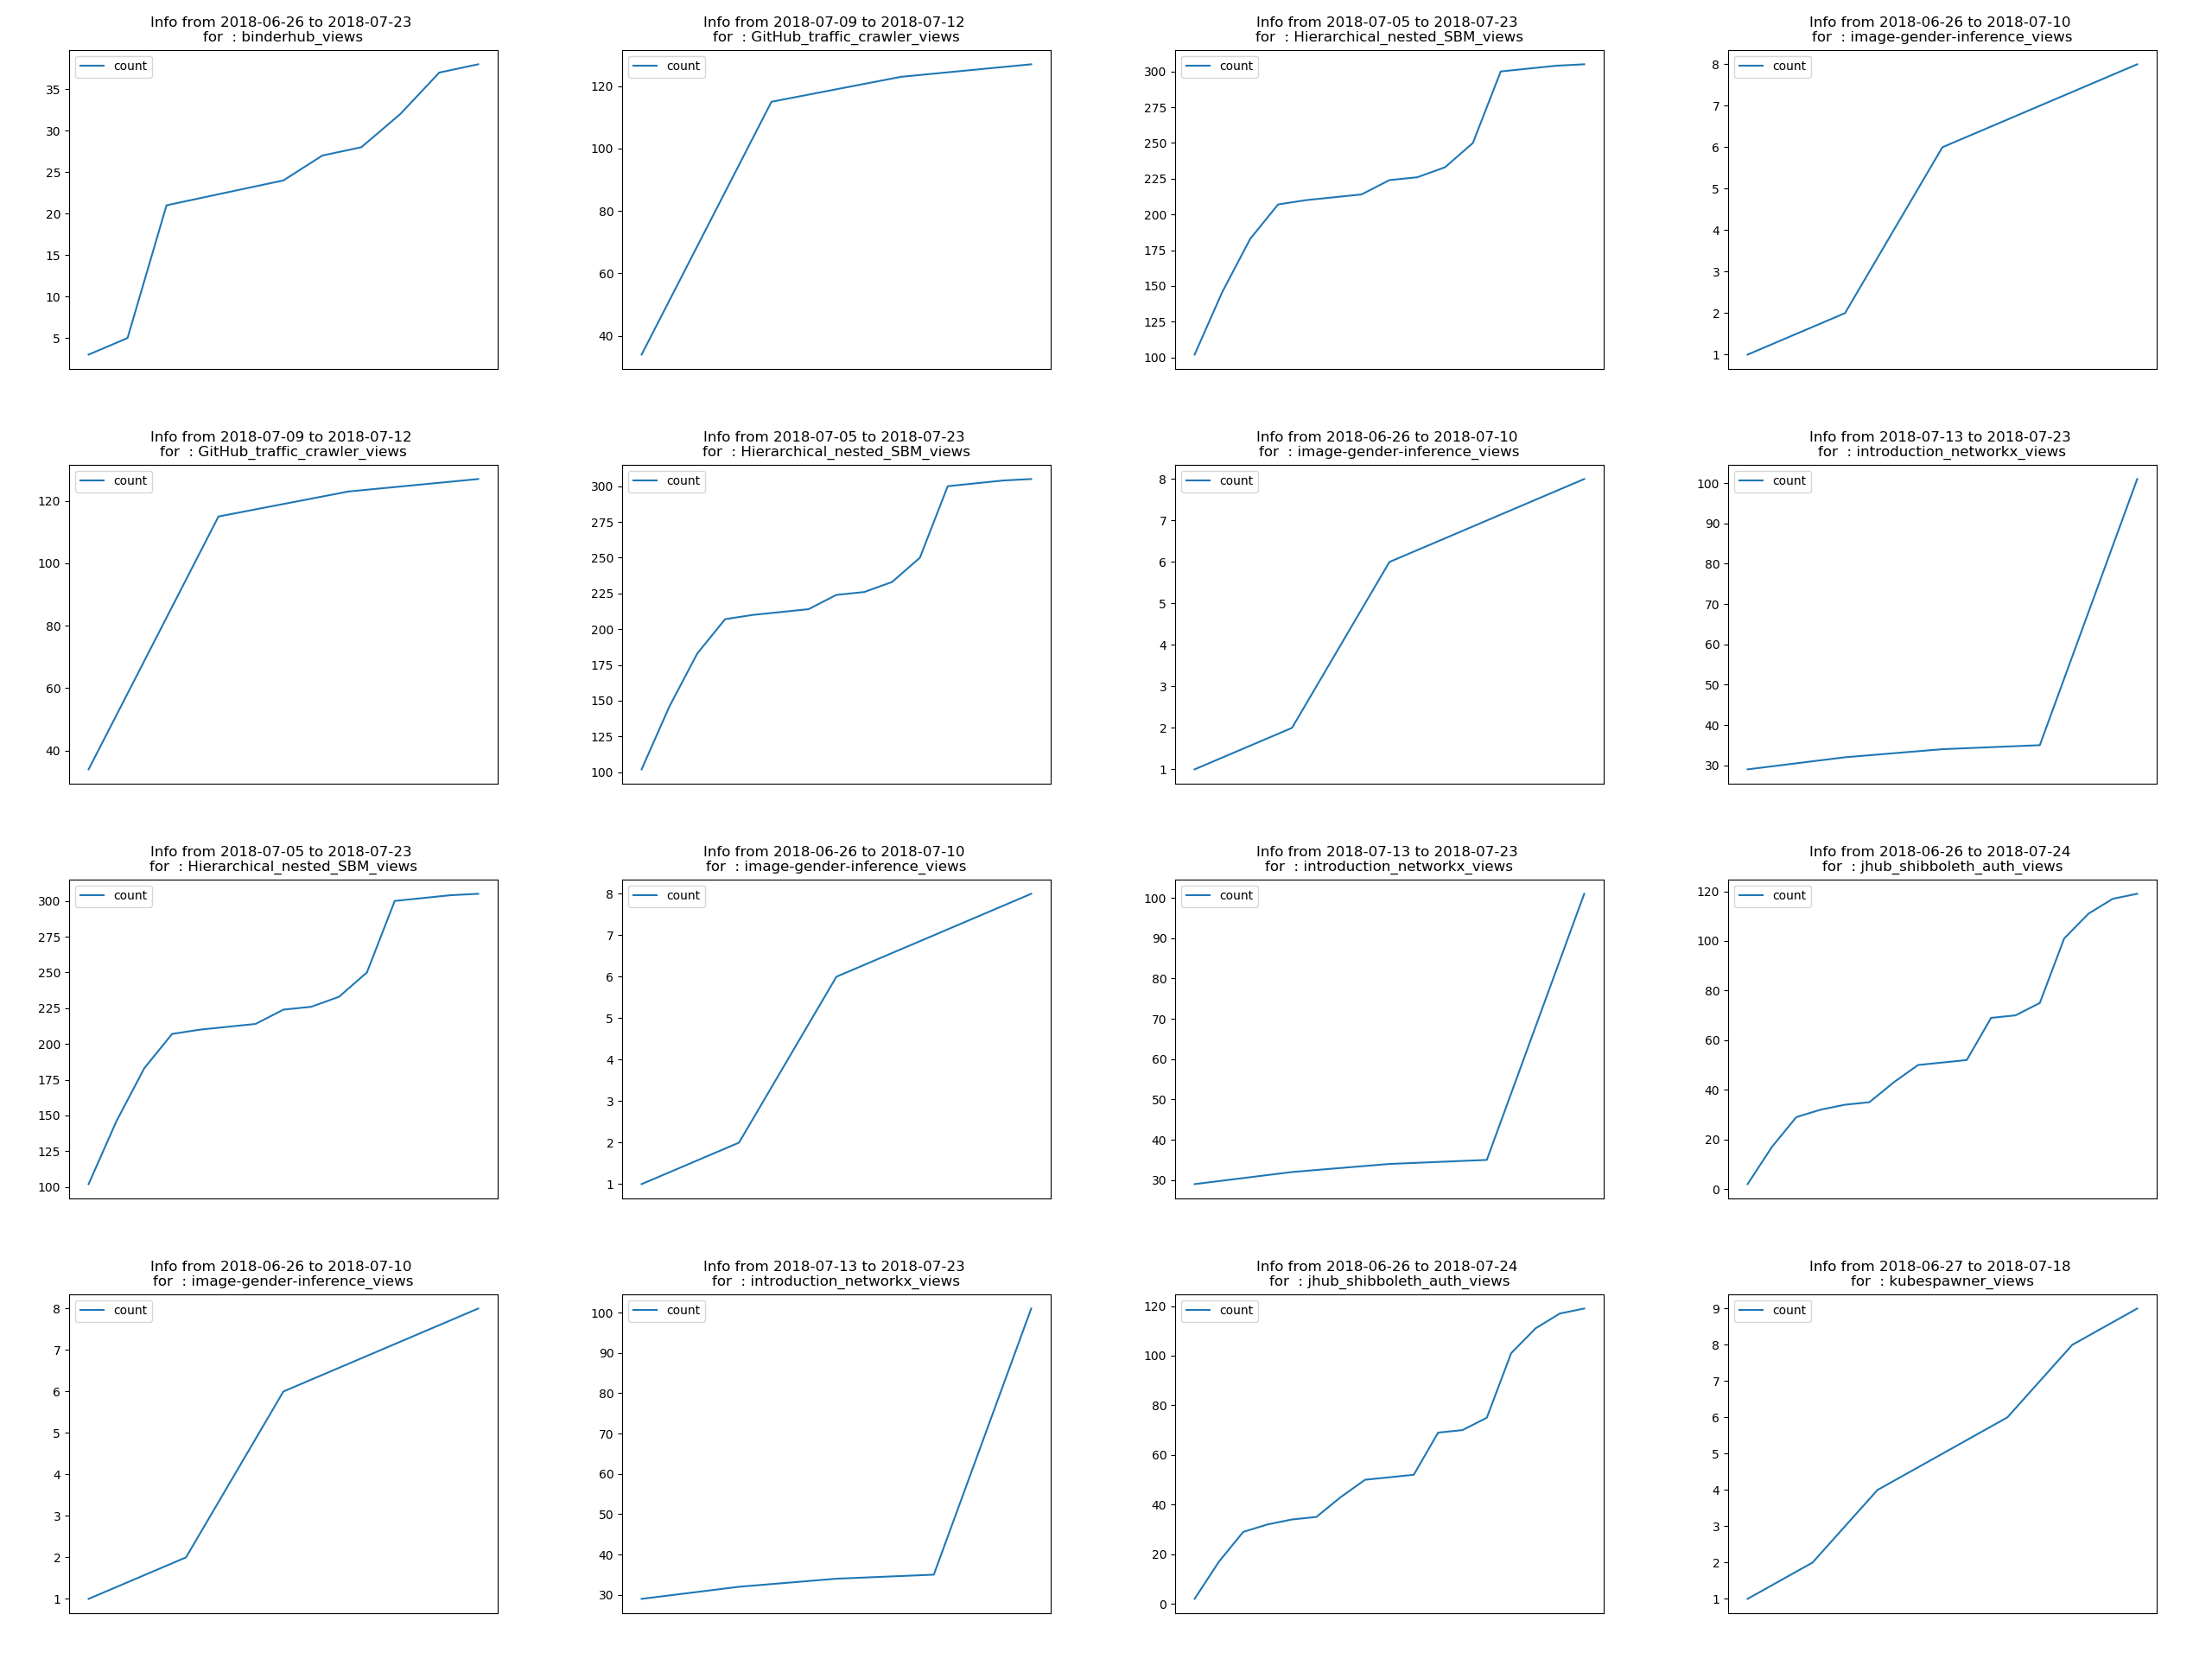 Info from 2018-06-26 to 2018-07-23
for : binderhub_views
count
35
30
25
20
15
10
5
Info from 2018-07-09 to 2018-07-12
for : GitHub_traffic_crawler_views
count
120
100
80
60
40
Info from 2018-07-05 to 2018-07-23
for : Hierarchical_nested_SBM_views
count
300
275
250
225
200
175
150
125
100
Info from 2018-06-26 to 2018-07-10
for : image-gender-inference_views
count
8
7
6
5
4
3
2
1
Info from 2018-07-09 to 2018-07-12
for : GitHub_traffic_crawler_views
count
120
100
80
60
40
Info from 2018-07-05 to 2018-07-23
for : Hierarchical_nested_SBM_views
count
300
275
250
225
200
175
150
125
100
Info from 2018-06-26 to 2018-07-10
for : image-gender-inference_views
count
8
7
6
5
4
3
2
1
Info from 2018-07-13 to 2018-07-23
for : introduction_networkx_views
count
100
90
80
70
60
50
40
30
Info from 2018-07-05 to 2018-07-23
for : Hierarchical_nested_SBM_views
count
300
275
250
225
200
175
150
125
100
Info from 2018-06-26 to 2018-07-10
for : image-gender-inference_views
count
8
7
6
5
4
3
2
1
Info from 2018-07-13 to 2018-07-23
for : introduction_networkx_views
count
100
90
80
70
60
50
40
30
Info from 2018-06-26 to 2018-07-24
for : jhub_shibboleth_auth_views
count
120
100
80
60
40
20
0
Info from 2018-06-26 to 2018-07-10
for : image-gender-inference_views
count
8
7
6
5
4
3
2
1
Info from 2018-07-13 to 2018-07-23
for : introduction_networkx_views
count
100
90
80
70
60
50
40
30
Info from 2018-06-26 to 2018-07-24
for : jhub_shibboleth_auth_views
count
120
100
80
60
40
20
0
Info from 2018-06-27 to 2018-07-18
for : kubespawner_views
count
9
8
7
6
5
4
3
2
1